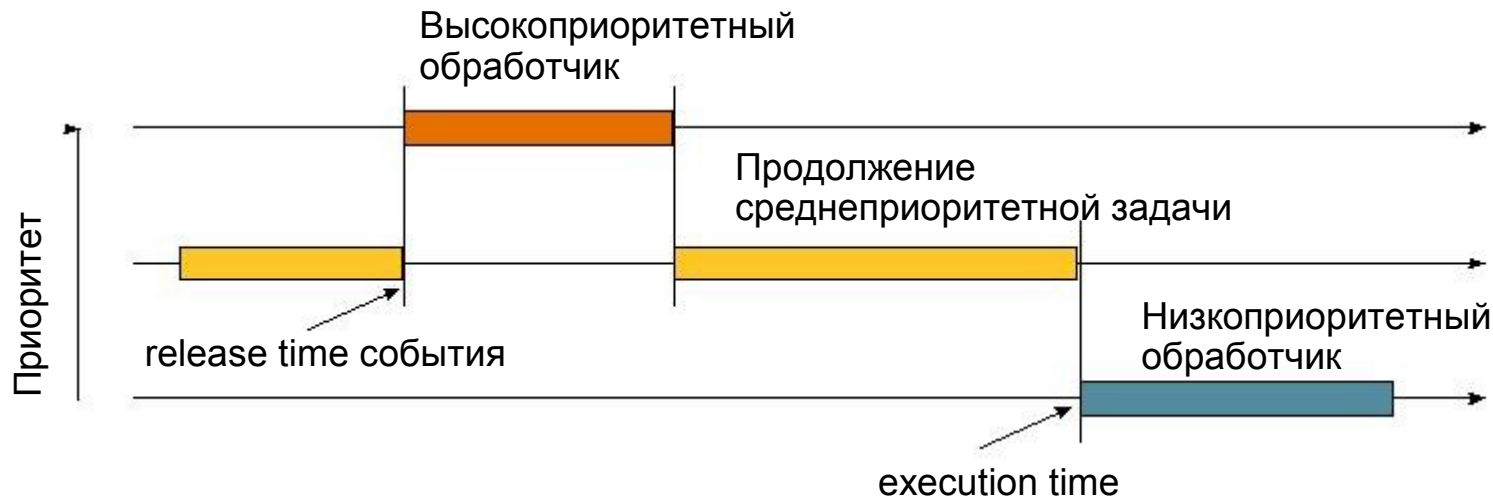 Высокоприоритетный
обработчик
Продолжение
среднеприоритетной задачи
Приоритет
release time события
Низкоприоритетный
обработчик
execution time